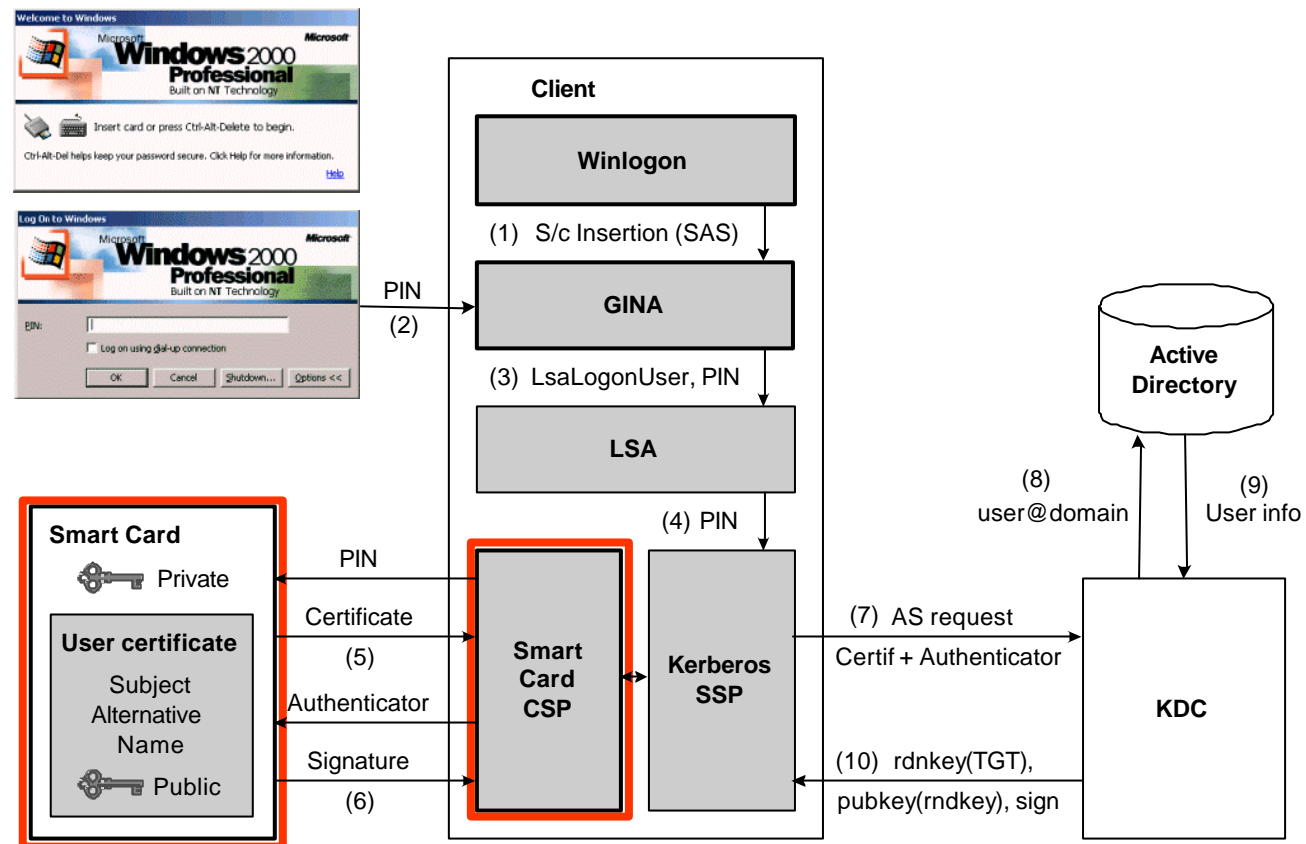 Welcome to Windows
Microsoft
Microsoft
Windows 2000
Professional
Built on NT Technology
Insert card or press Ctrl-Alt-Delete to begin.
Ctrl-Alt-Del helps keep your password secure. Click Help for more information.
Help
Log On to Windows
Microsoft
Microsoft
Windows 2000
Professional
Built on NT Technology
PIN:
Log on using dial-up connection
OK
Cancel
Shutdown...
Options <<
PIN
(2)
Client
Winlogon
(1) S/c Insertion (SAS)
GINA
(3) LsaLogonUser, PIN
LSA
(4) PIN
Smart Card
Private
User certificate
Subject
Alternative
Name
Public
PIN
Certificate
(5)
Authenticator
Signature
(6)
Smart
Card
CSP
Kerberos
SSP
(7) AS request
Certif + Authenticator
(10) rdnkey(TGT),
pubkey(rndkey), sign
Active
Directory
(8)
user@domain
(9)
User info
KDC